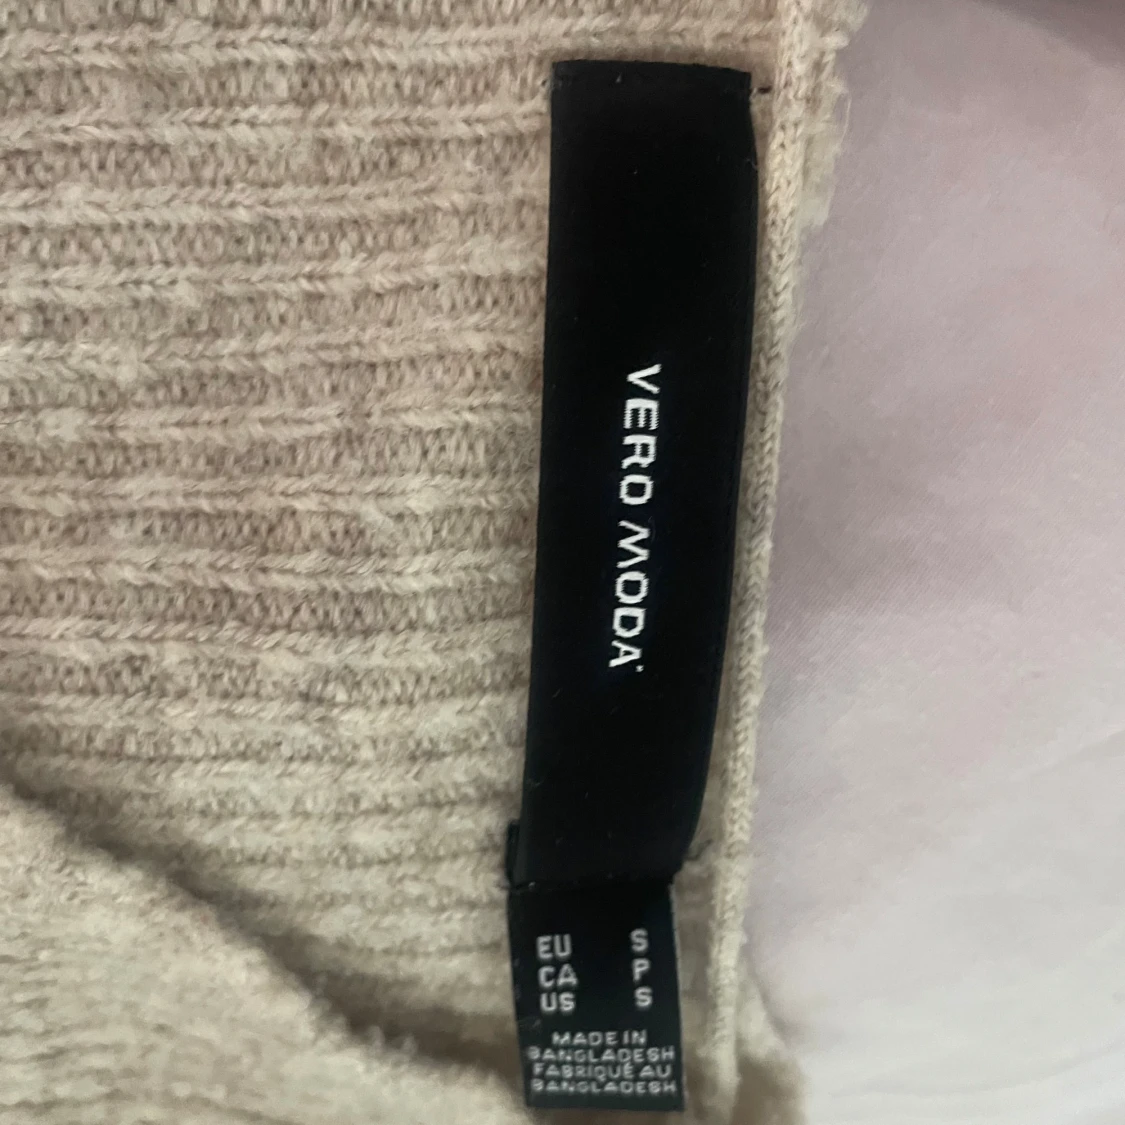 VERO MODA
EU S
CA P
US S
MADE IN
BANGLADESH
FABRIQUÉ AU
BANGLADESH